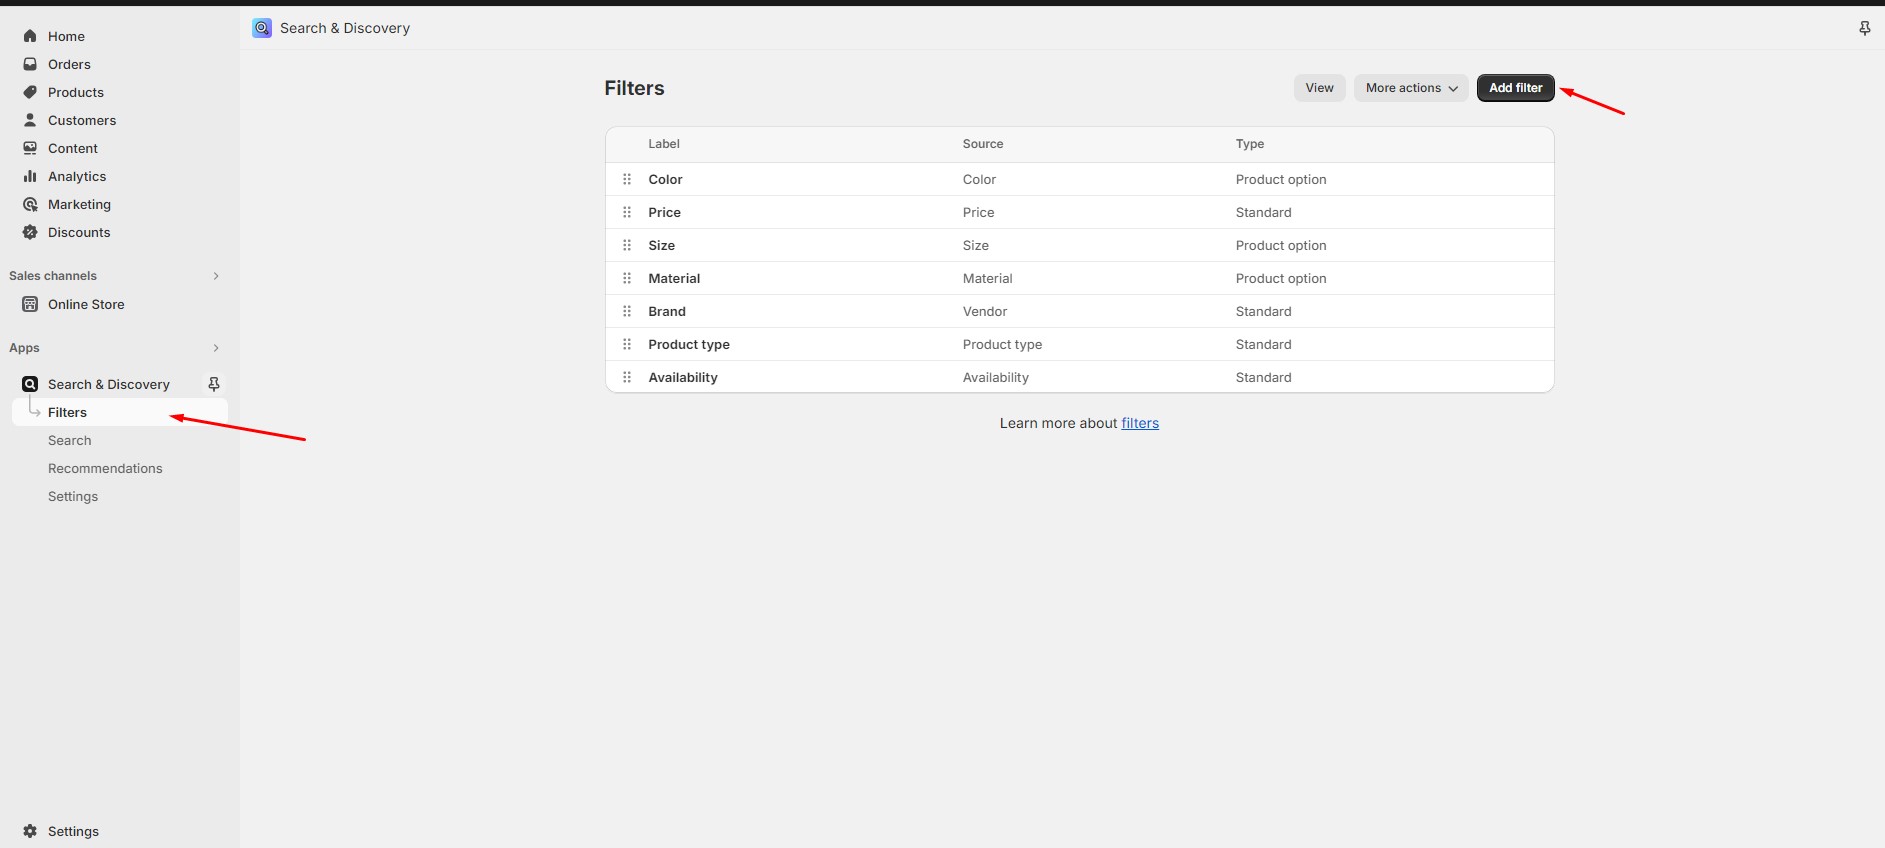 Home
Orders
Products
Customers
Content
Analytics
Marketing
Discounts
Sales channels
Online Store
Apps
Search & Discovery
Filters
Search
Recommendations
Settings
Settings
Search & Discovery
Filters
View More actions Add filter
Label Source Type
Color Color Product option
Price Price Standard
Size Size Product option
Material Material Product option
Brand Vendor Standard
Product type Product type Standard
Availability Availability Standard
Learn more about filters